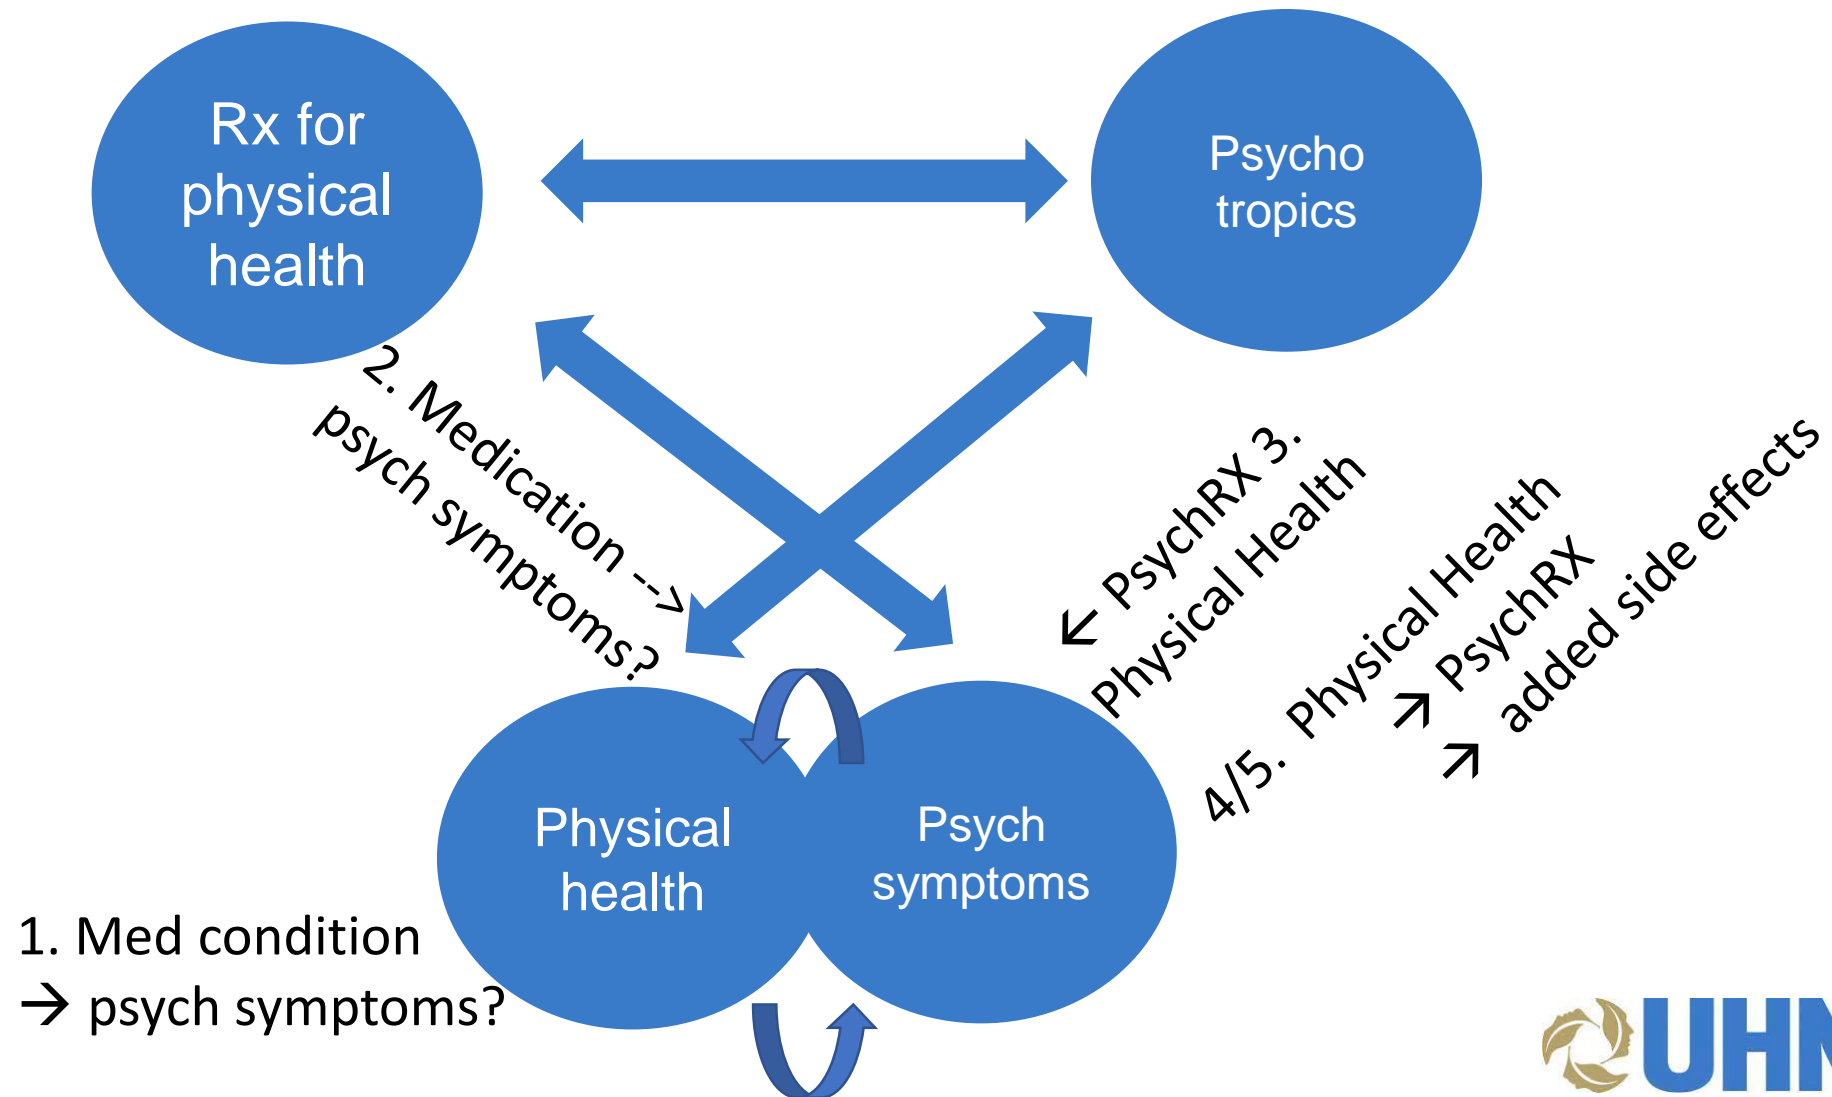 Rx for
physical
health
Psycho
tropics
2. Medication -->
psych symptoms?
← PsychRX 3.
Physical Health
4/5. Physical Health
→ PsychRX
→ added side effects
Physical
health
Psych
symptoms
1. Med condition
→ psych symptoms?
UHN